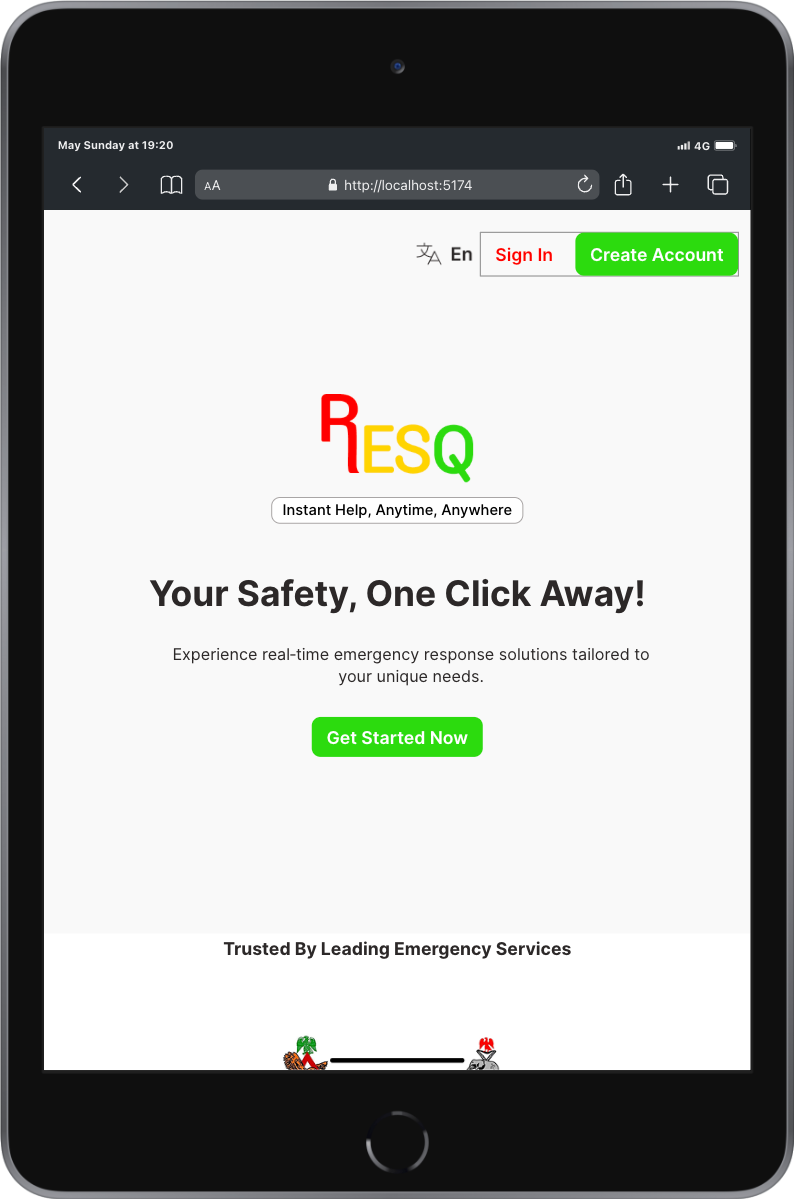 May Sunday at 19:20
4G
AA
http://localhost:5174
文A En
Sign In
Create Account
RESQ
Instant Help, Anytime, Anywhere
Your Safety, One Click Away!
Experience real-time emergency response solutions tailored to
your unique needs.
Get Started Now
Trusted By Leading Emergency Services